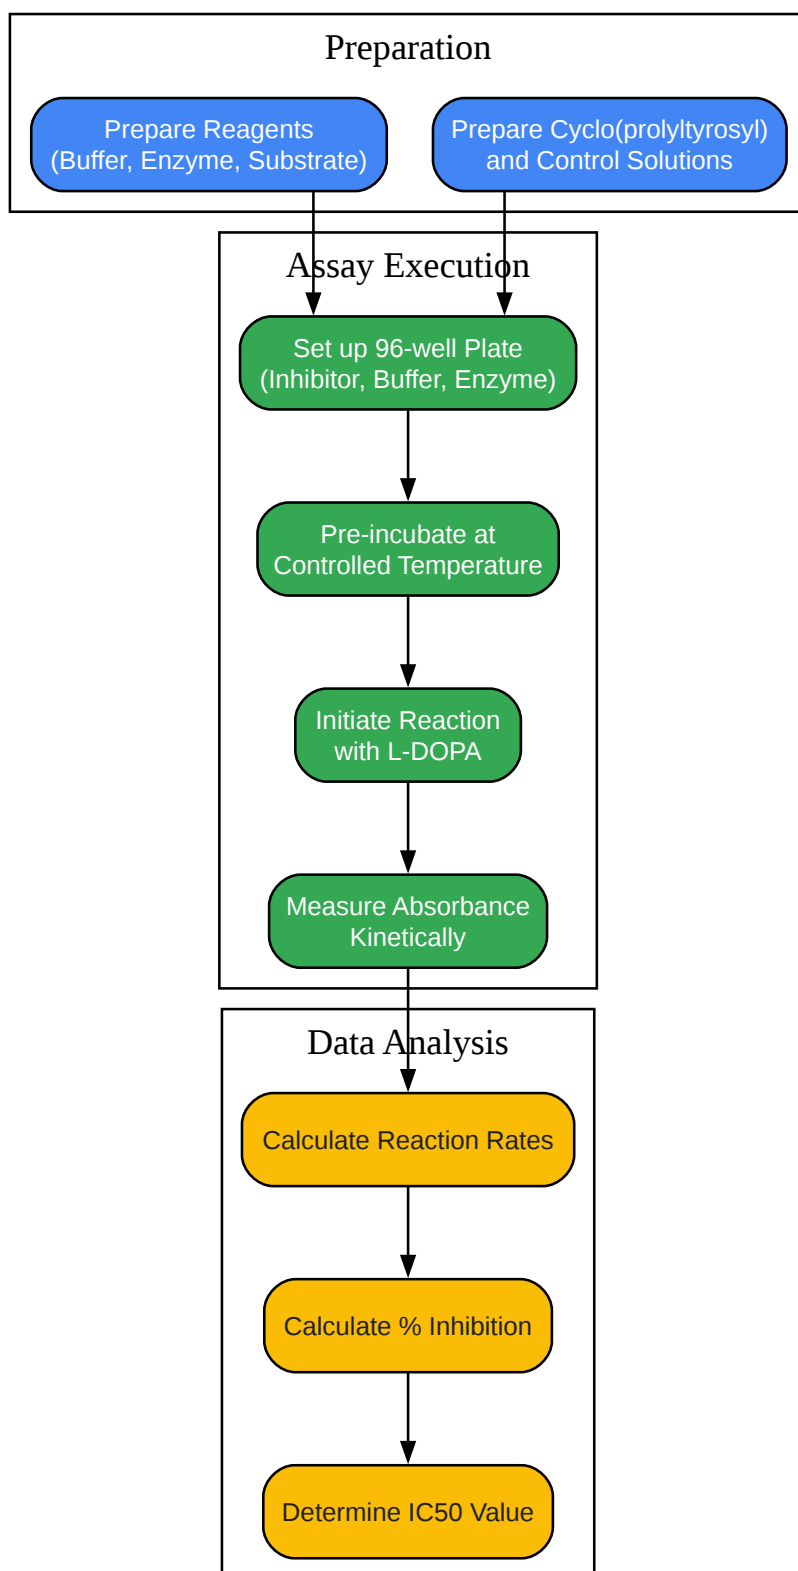 Preparation
Prepare Reagents
(Buffer, Enzyme, Substrate)
Prepare Cyclo(prolyltyrosyl)
and Control Solutions
Assay Execution
Set up 96-well Plate
(Inhibitor, Buffer, Enzyme)
Pre-incubate at
Controlled Temperature
Initiate Reaction
with L-DOPA
Measure Absorbance
Kinetically
Data Analysis
Calculate Reaction Rates
Calculate % Inhibition
Determine IC50 Value